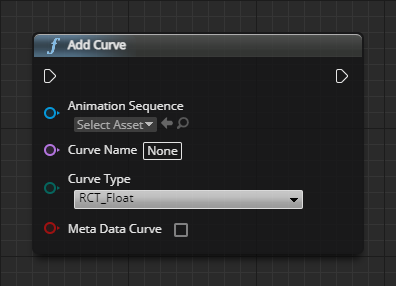 Add Curve
Animation Sequence
Select Asset
Curve Name None
Curve Type
RCT_Float
Meta Data Curve